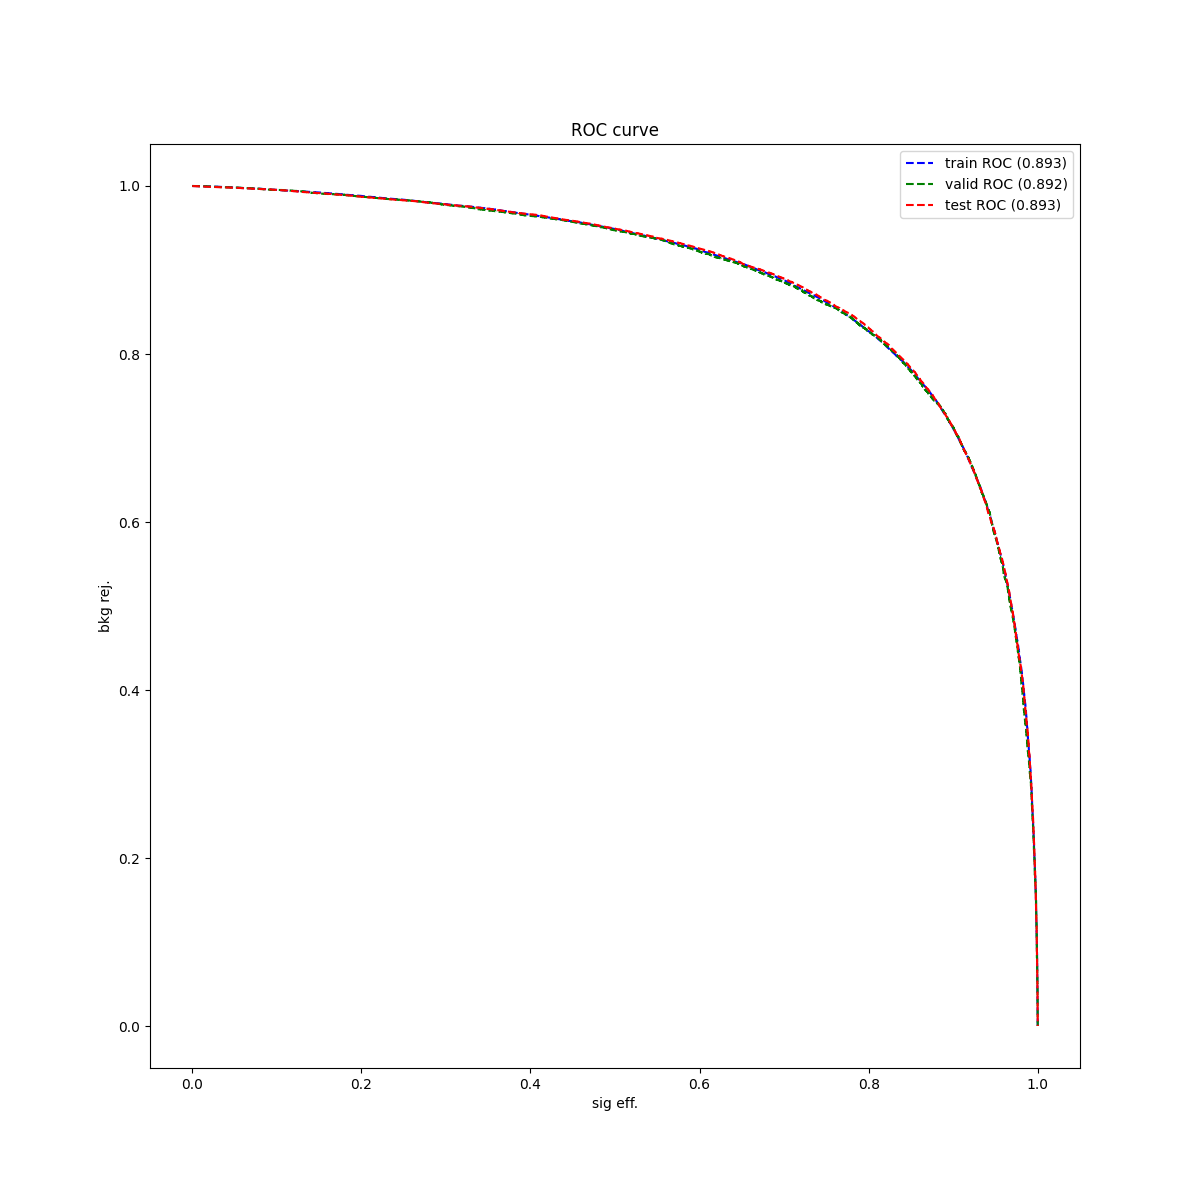 ROC curve
train ROC (0.893)
valid ROC (0.892)
test ROC (0.893)
1.0
0.8
0.6
0.4
0.2
0.0
bkg rej.
0.0 0.2 0.4 0.6 0.8 1.0
sig eff.